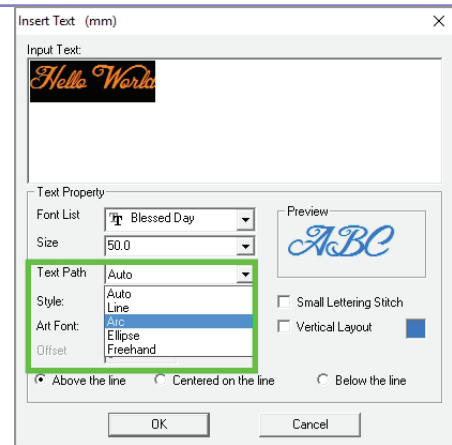 Insert Text (mm)
Input Text:
Hello World
Text Property
Font List
Blessed Day
Preview
ABC
Size
50.0
Text Path
Auto
Style:
Auto
Line
Small Lettering Stitch
Art Font:
Arc
Ellipse
Vertical Layout
Offset
Freehand
Above the line
Centered on the line
Below the line
OK
Cancel